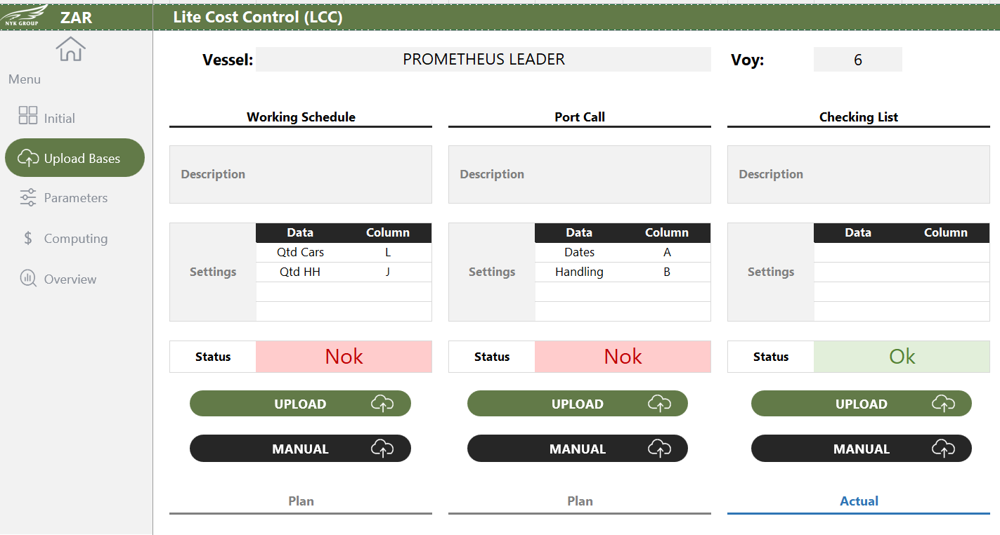 NYK GROUP
ZAR
Lite Cost Control (LCC)
Menu
Initial
Upload Bases
Parameters
Computing
Overview
Vessel: PROMETHEUS LEADER Voy: 6
Working Schedule
Description
Settings
Data Column
Qtd Cars L
Qtd HH J
Status Nok
UPLOAD
MANUAL
Plan
Port Call
Description
Settings
Data Column
Dates A
Handling B
Status Nok
UPLOAD
MANUAL
Plan
Checking List
Description
Settings
Data Column
Status Ok
UPLOAD
MANUAL
Actual